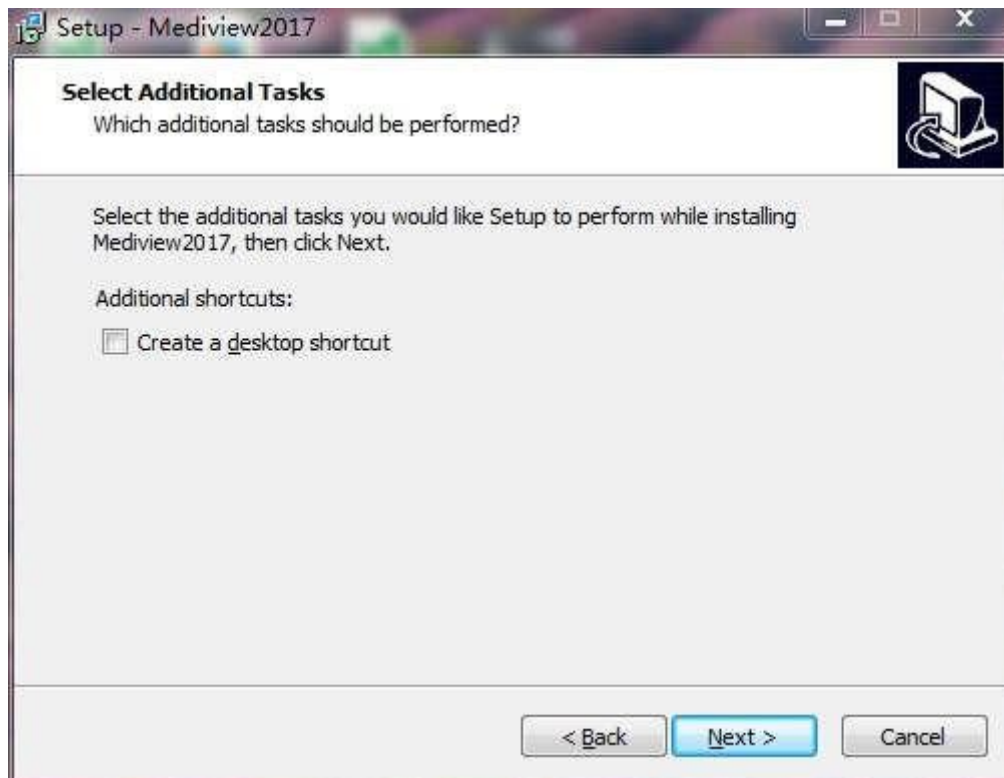 Setup - Mediview2017
Select Additional Tasks
Which additional tasks should be performed?
Select the additional tasks you would like Setup to perform while installing
Mediview2017, then click Next.
Additional shortcuts:
Create a desktop shortcut
< Back
Next >
Cancel